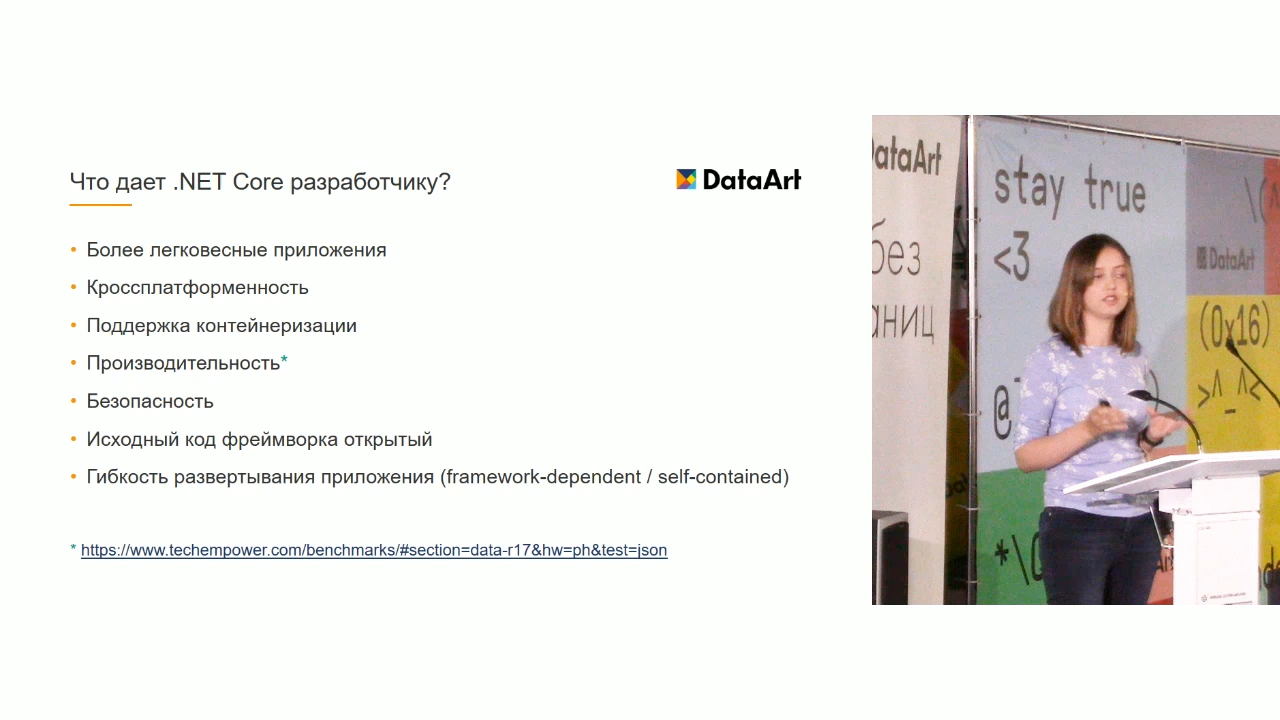 Что дает .NET Core разработчику?
DataArt
• Более легковесные приложения
• Кроссплатформенность
• Поддержка контейнеризации
• Производительность*
• Безопасность
• Исходный код фреймворка открытый
• Гибкость развертывания приложения (framework-dependent / self-contained)
* https://www.techempower.com/benchmarks/#section=data-r17&hw=ph&test=json
DataArt
без
stay true
<3
DataArt
(0x16)
>^_^<